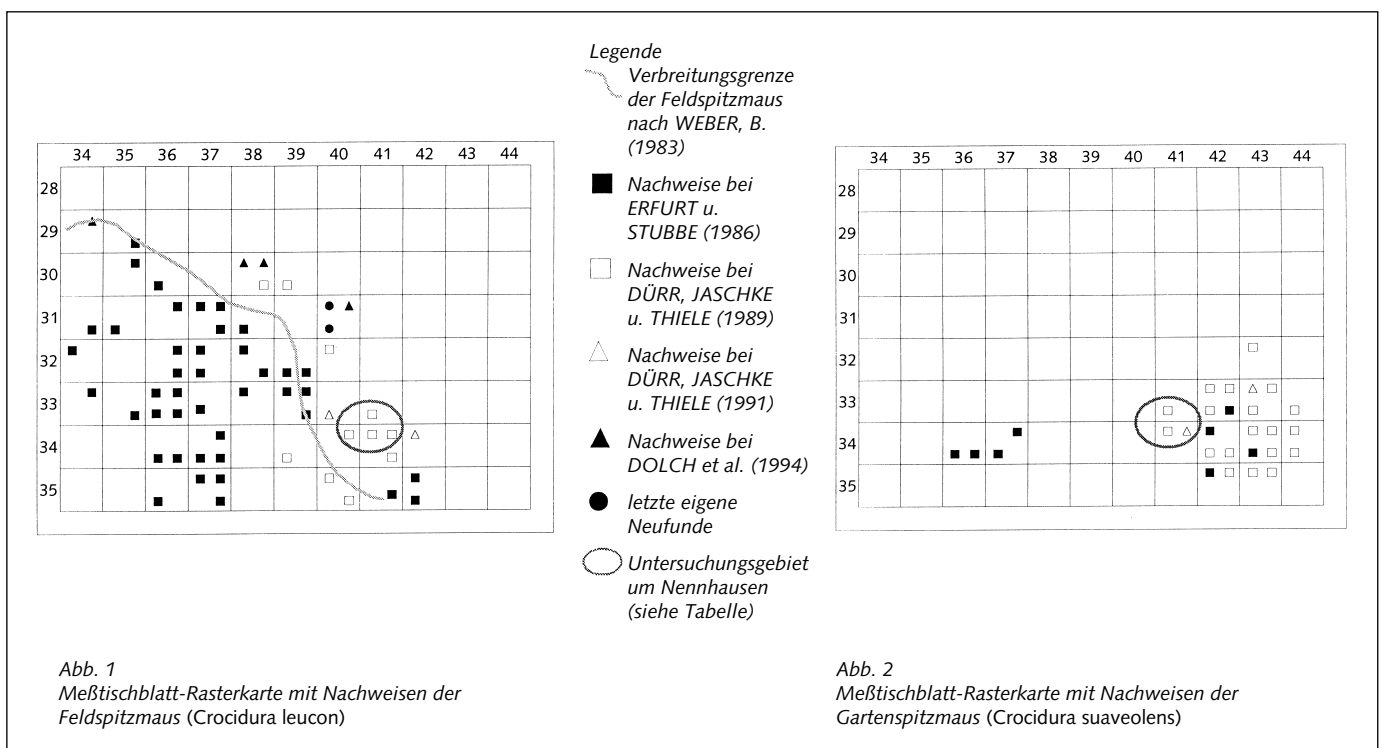 Legende
Verbreitungsgrenze
der Feldspitzmaus
nach WEBER, B.
(1983)
Nachweise bei
ERFURT u.
STUBBE (1986)
Nachweise bei
DÜRR, JASCHKE
u. THIELE (1989)
Nachweise bei
DÜRR, JASCHKE
u. THIELE (1991)
Nachweise bei
DOLCH et al. (1994)
letzte eigene
Neufunde
Untersuchungsgebiet
um Nennhausen
(siehe Tabelle)
34 35 36 37 38 39 40 41 42 43 44
28
29
30
31
32
33
34
35
34 35 36 37 38 39 40 41 42 43 44
28
29
30
31
32
33
34
35
Abb. 1
Meßtischblatt-Rasterkarte mit Nachweisen der
Feldspitzmaus (Crocidura leucon)
Abb. 2
Meßtischblatt-Rasterkarte mit Nachweisen der
Gartenspitzmaus (Crocidura suaveolens)